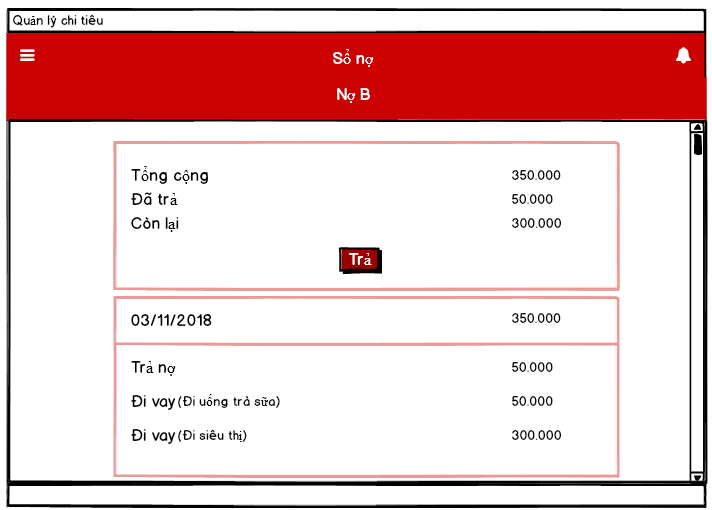 Quản lý chi tiêu
Sổ nợ
Nợ B
Tổng cộng 350.000
Đã trả 50.000
Còn lại 300.000
Trả
03/11/2018 350.000
Trả nợ 50.000
Đi vay (Đi uống trà sữa) 50.000
Đi vay (Đi siêu thị) 300.000